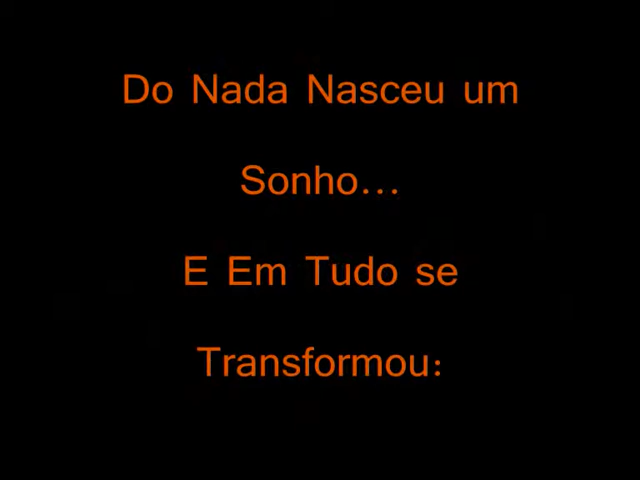 Do Nada Nasceu um
Sonho...
E Em Tudo se
Transformou: